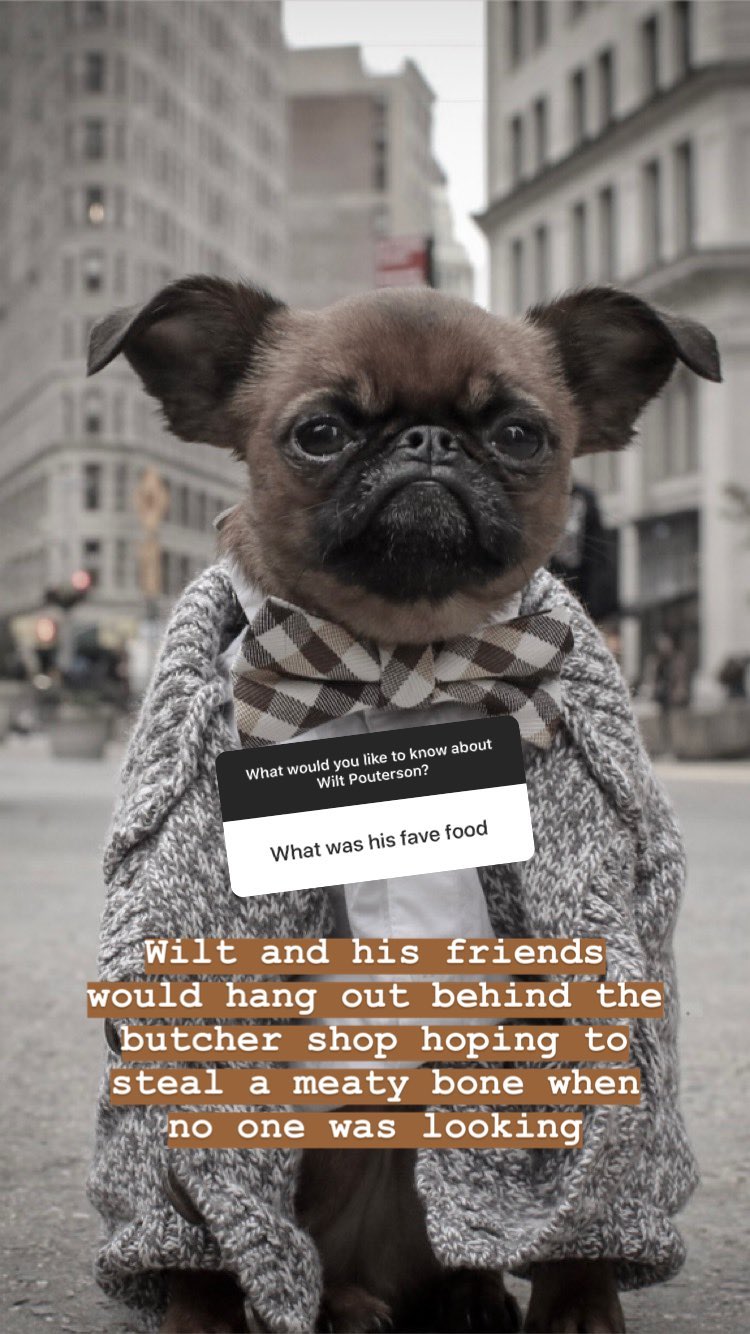 What would you like to know about
Wilt Pouterson?
What was his fave food
Wilt and his friends
would hang out behind the
butcher shop hoping to
steal a meaty bone when
no one was looking